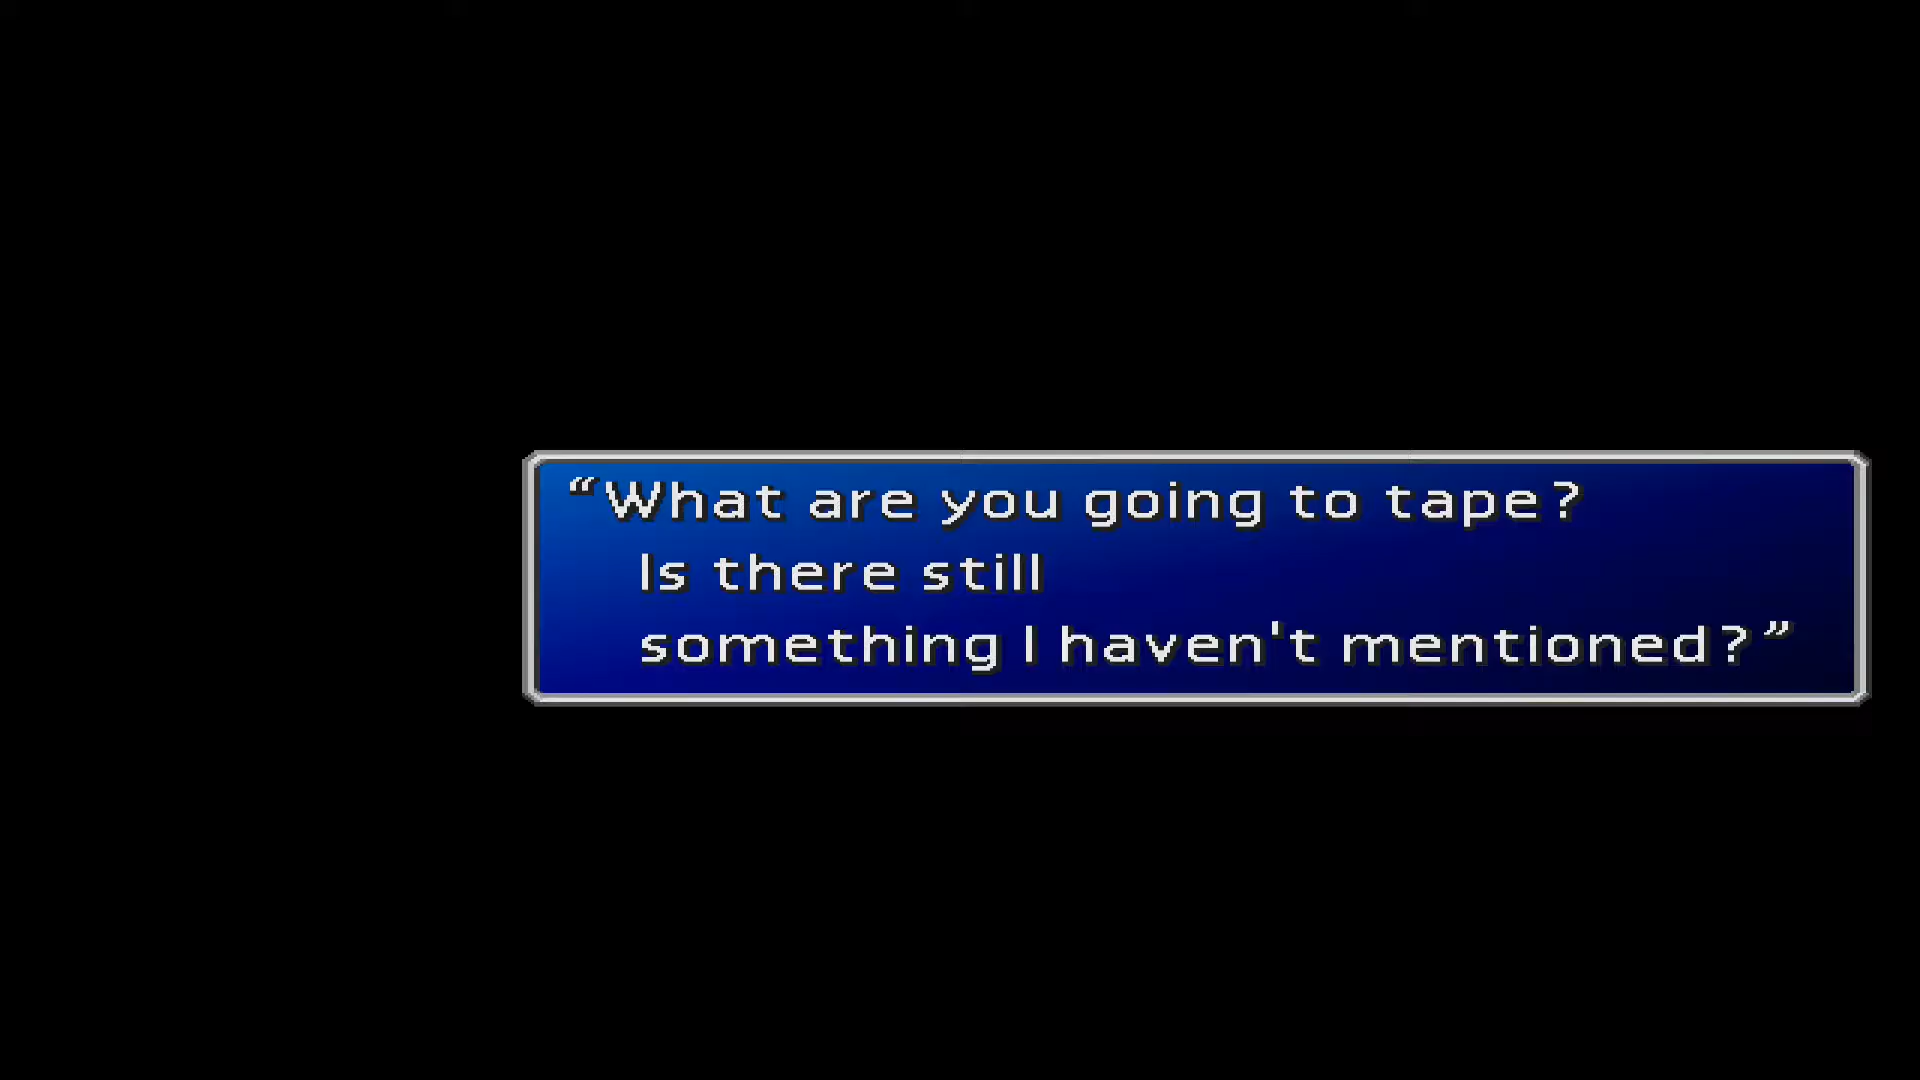 “What are you going to tape?
Is there still
something I haven't mentioned?”